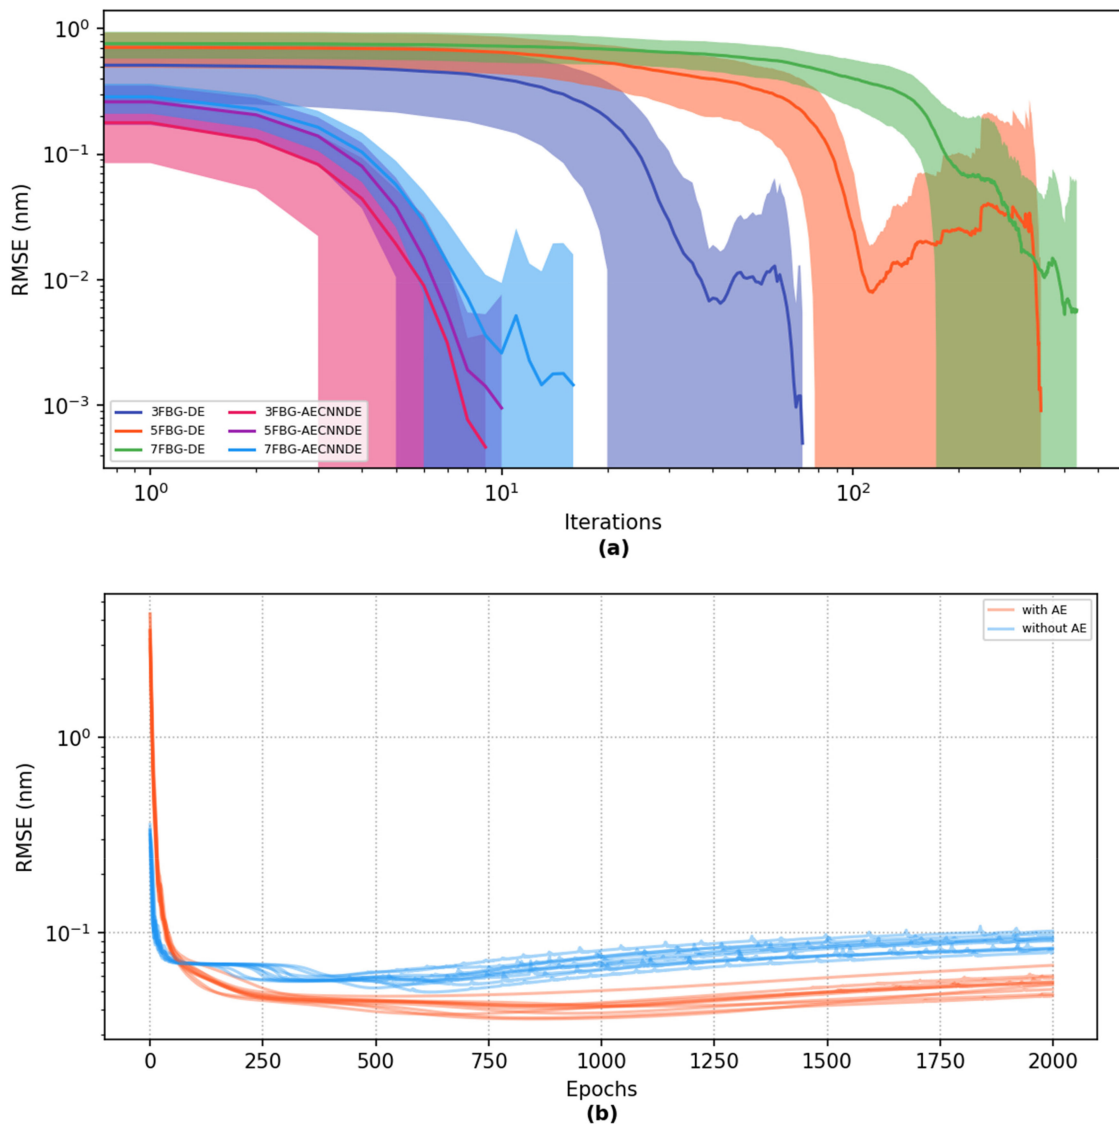 10⁰
10⁻¹
10⁻²
10⁻³
RMSE (nm)
3FBG-DE
5FBG-DE
7FBG-DE
3FBG-AECNNDE
5FBG-AECNNDE
7FBG-AECNNDE
10⁰ 10¹ 10²
Iterations
(a)
with AE
without AE
10⁰
10⁻¹
RMSE (nm)
0 250 500 750 1000 1250 1500 1750 2000
Epochs
(b)